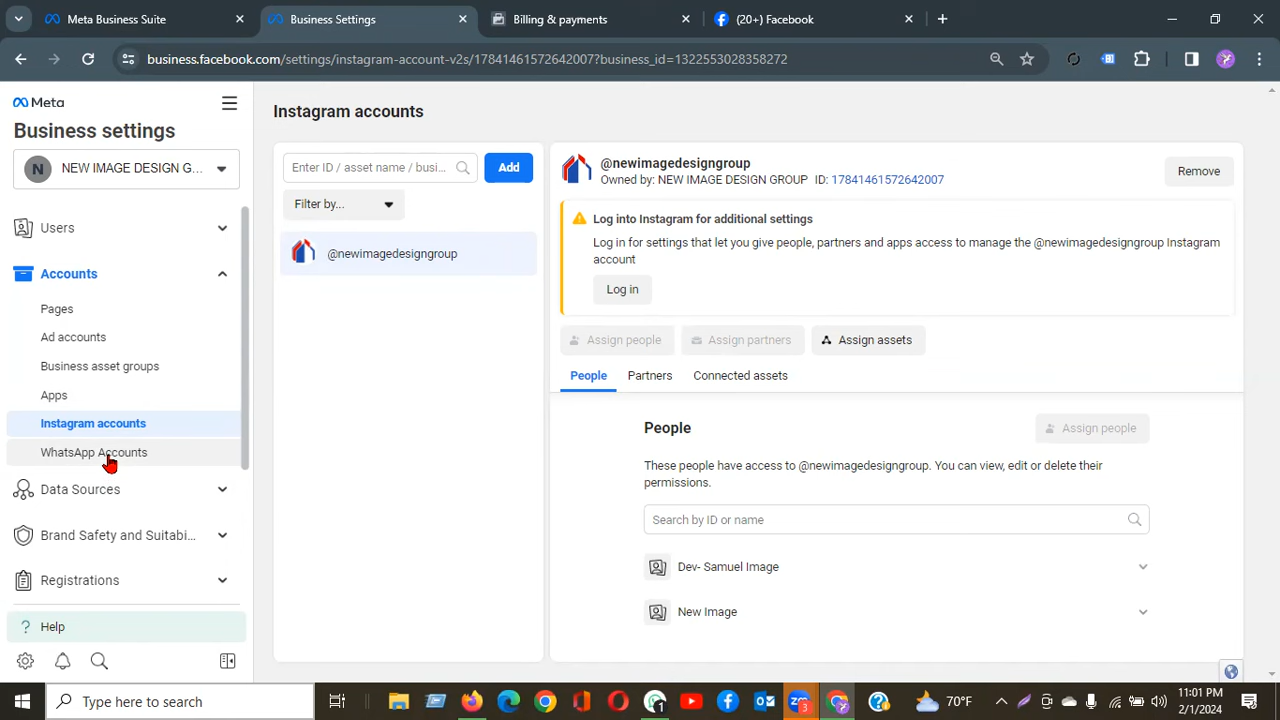 Meta Business Suite
Business Settings
Billing & payments
(20+) Facebook
business.facebook.com/settings/instagram-account-v2s/17841461572642007?business_id=1322553028358272
Meta
Business settings
N
NEW IMAGE DESIGN G...
Users
Accounts
Pages
Ad accounts
Business asset groups
Apps
Instagram accounts
WhatsApp Accounts
Data Sources
Brand Safety and Suitabi...
Registrations
Help
Instagram accounts
Enter ID / asset name / busi...
Add
Filter by...
@newimagedesigngroup
@newimagedesigngroup
Owned by: NEW IMAGE DESIGN GROUP ID: 17841461572642007
Remove
Log into Instagram for additional settings
Log in for settings that let you give people, partners and apps access to manage the @newimagedesigngroup Instagram
account
Log in
Assign people
Assign partners
Assign assets
People
Partners
Connected assets
People
Assign people
These people have access to @newimagedesigngroup. You can view, edit or delete their
permissions.
Search by ID or name
Dev- Samuel Image
New Image
Type here to search
3
70°F
11:01 PM
2/1/2024